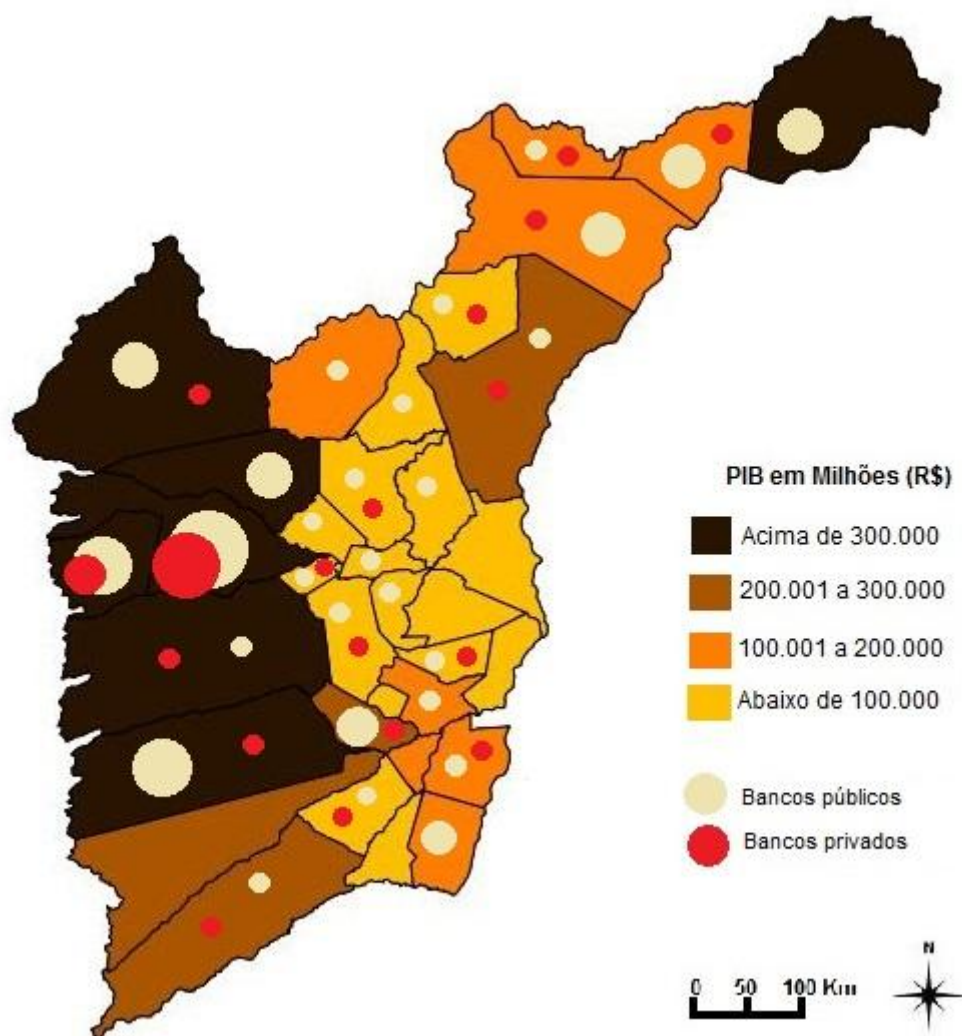 PIB em Milhões (R$)
Acima de 300.000
200.001 a 300.000
100.001 a 200.000
Abaixo de 100.000
Bancos públicos
Bancos privados
N
0 50 100 Km